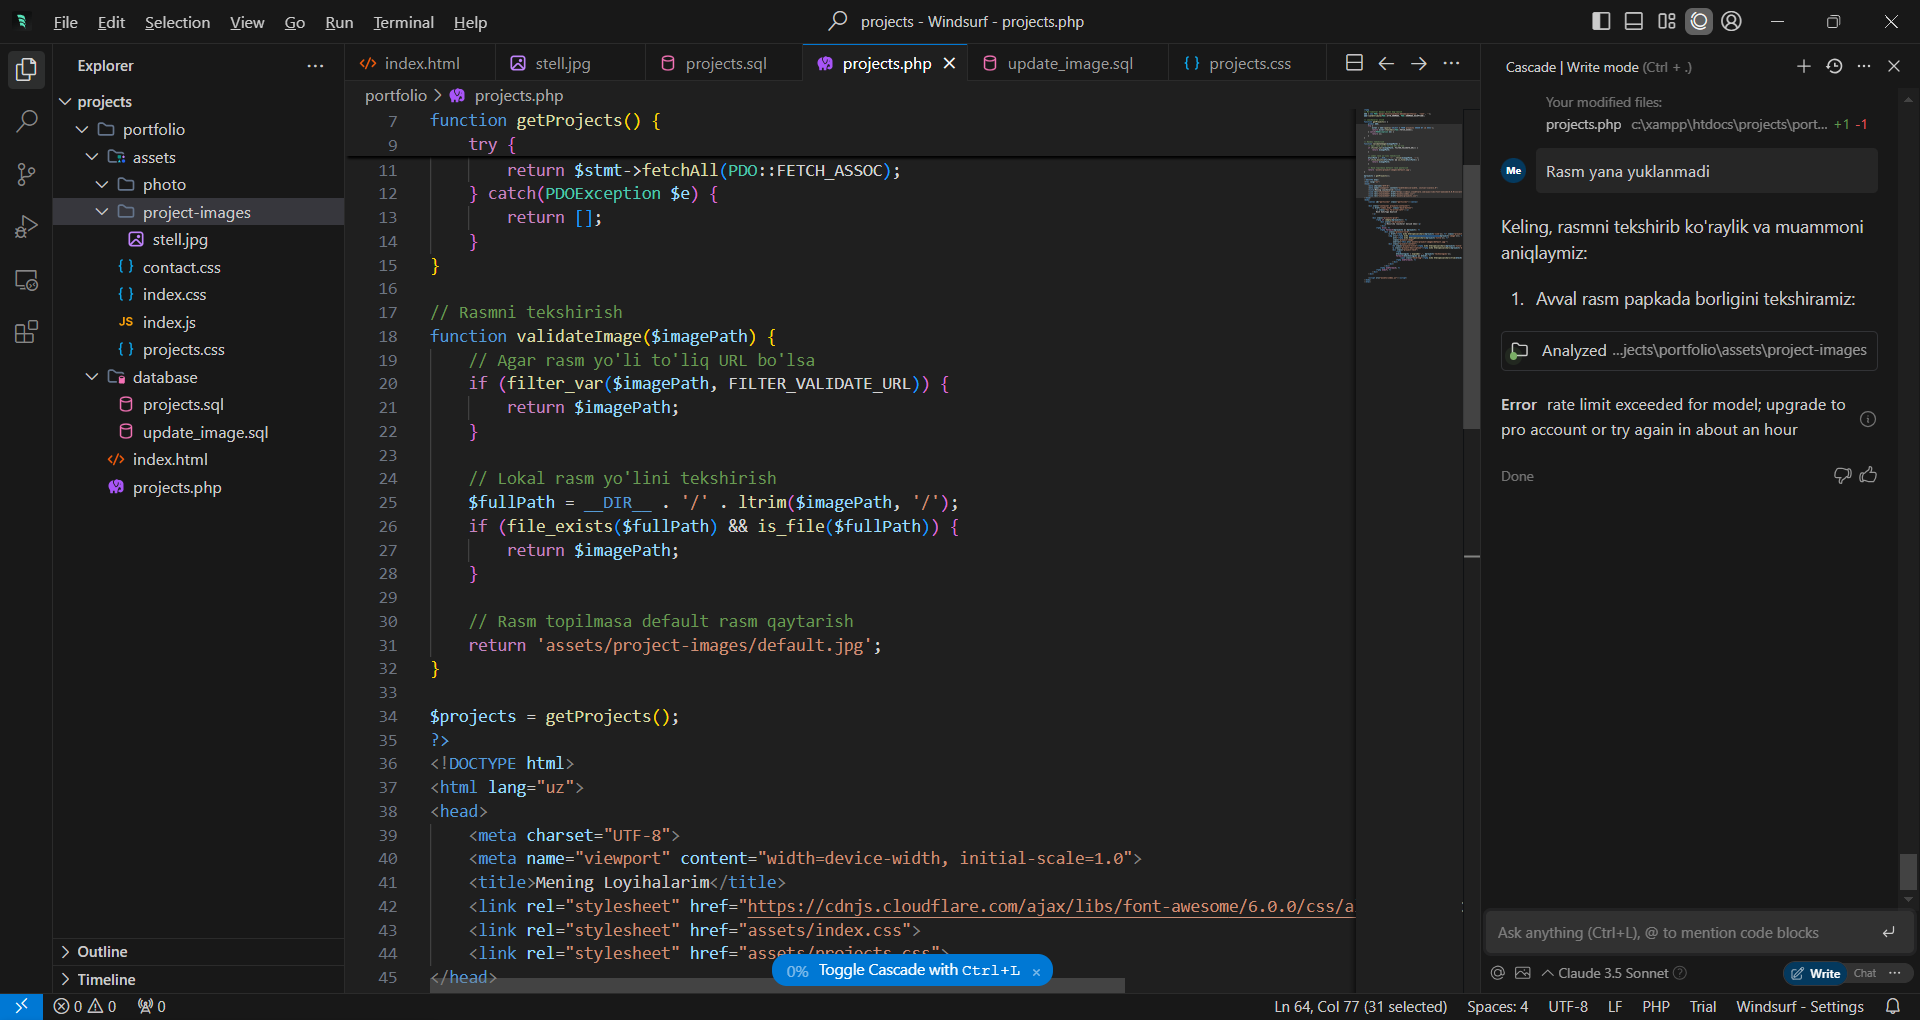 File Edit Selection View Go Run Terminal Help
projects - Windsurf - projects.php
Explorer
projects
portfolio
assets
photo
project-images
stell.jpg
contact.css
index.css
JS index.js
projects.css
database
projects.sql
update_image.sql
index.html
projects.php
Outline
Timeline
index.html stell.jpg projects.sql projects.php update_image.sql projects.css
portfolio > projects.php
7 function getProjects() {
9 try {
11 return $stmt->fetchAll(PDO::FETCH_ASSOC);
12 } catch(PDOException $e) {
13 return [];
14 }
15 }
16
17 // Rasmni tekshirish
18 function validateImage($imagePath) {
19 // Agar rasm yo'li to'liq URL bo'lsa
20 if (filter_var($imagePath, FILTER_VALIDATE_URL)) {
21 return $imagePath;
22 }
23
24 // Lokal rasm yo'lini tekshirish
25 $fullPath = __DIR__ . '/' . ltrim($imagePath, '/');
26 if (file_exists($fullPath) && is_file($fullPath)) {
27 return $imagePath;
28 }
29
30 // Rasm topilmasa default rasm qaytarish
31 return 'assets/project-images/default.jpg';
32 }
33
34 $projects = getProjects();
35 ?>
36 <!DOCTYPE html>
37 <html lang="uz">
38 <head>
39 <meta charset="UTF-8">
40 <meta name="viewport" content="width=device-width, initial-scale=1.0">
41 <title>Mening Loyihalarim</title>
42 <link rel="stylesheet" href="https://cdnjs.cloudflare.com/ajax/libs/font-awesome/6.0.0/css/a
43 <link rel="stylesheet" href="assets/index.css">
44 <link rel="stylesheet" href="assets/projects.css">
45 </head>
0% Toggle Cascade with Ctrl+L ×
Cascade | Write mode (Ctrl + .)
Your modified files:
projects.php c:\xampp\htdocs\projects\port... +1 -1
Me Rasm yana yuklanmadi
Keling, rasmni tekshirib ko'raylik va muammoni
aniqlaymiz:
1. Avval rasm papkada borligini tekshiramiz:
Analyzed ...jects\portfolio\assets\project-images
Error rate limit exceeded for model; upgrade to
pro account or try again in about an hour
Done
Ask anything (Ctrl+L), @ to mention code blocks
Claude 3.5 Sonnet
Write Chat
0 0 0
Ln 64, Col 77 (31 selected) Spaces: 4 UTF-8 LF PHP Trial Windsurf - Settings